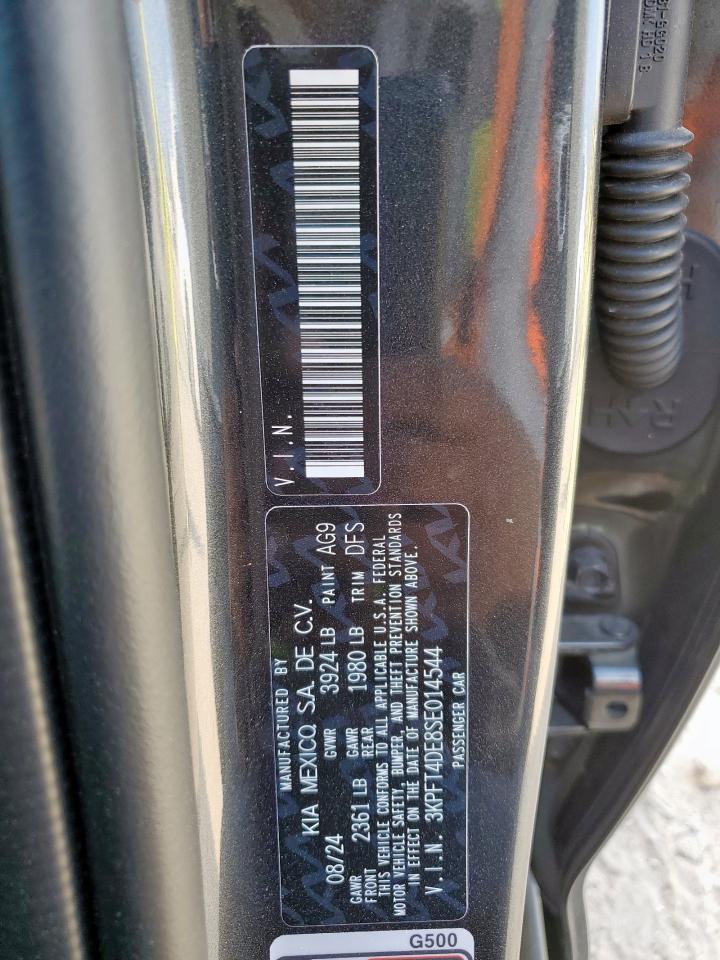 V.I.N.
MANUFACTURED BY
KIA MEXICO S.A. DE C.V.
08/24 GVWR 3924 LB PAINT AG9
GAWR FRONT 2361 LB GAWR REAR 1980 LB TRIM DFS
THIS VEHICLE CONFORMS TO ALL APPLICABLE U.S.A. FEDERAL
MOTOR VEHICLE SAFETY, BUMPER, AND THEFT PREVENTION STANDARDS
IN EFFECT ON THE DATE OF MANUFACTURE SHOWN ABOVE.
V.I.N. 3KPFT4DE8SE014544
PASSENGER CAR
G500